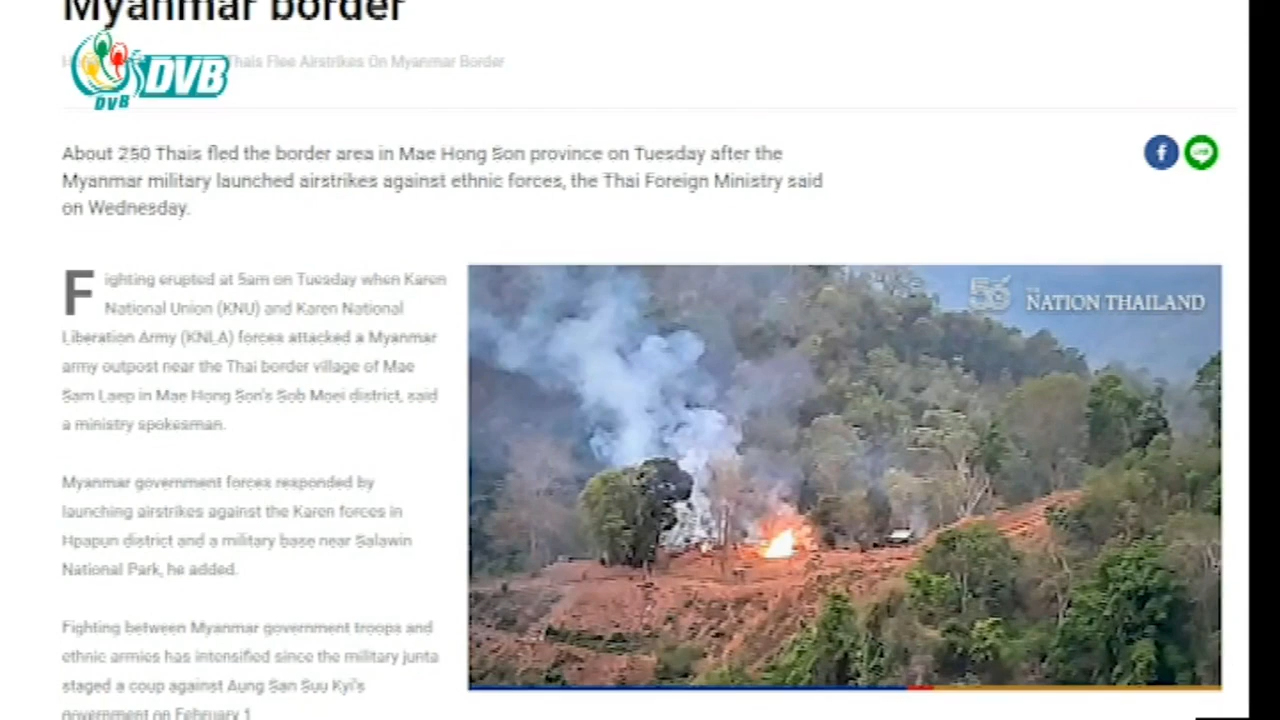 Myanmar border
Thais Flee Airstrikes On Myanmar Border
DVB
DVB
About 250 Thais fled the border area in Mae Hong Son province on Tuesday after the
Myanmar military launched airstrikes against ethnic forces, the Thai Foreign Ministry said
on Wednesday.
Fighting erupted at 5am on Tuesday when Karen
National Union (KNU) and Karen National
Liberation Army (KNLA) forces attacked a Myanmar
army outpost near the Thai border village of Mae
Sam Laep in Mae Hong Son's Sob Moei district, said
a ministry spokesman.
Myanmar government forces responded by
launching airstrikes against the Karen forces in
Hpapun district and a military base near Salawin
National Park, he added.
Fighting between Myanmar government troops and
ethnic armies has intensified since the military junta
staged a coup against Aung San Suu Kyi's
government on February 1
NATION THAILAND